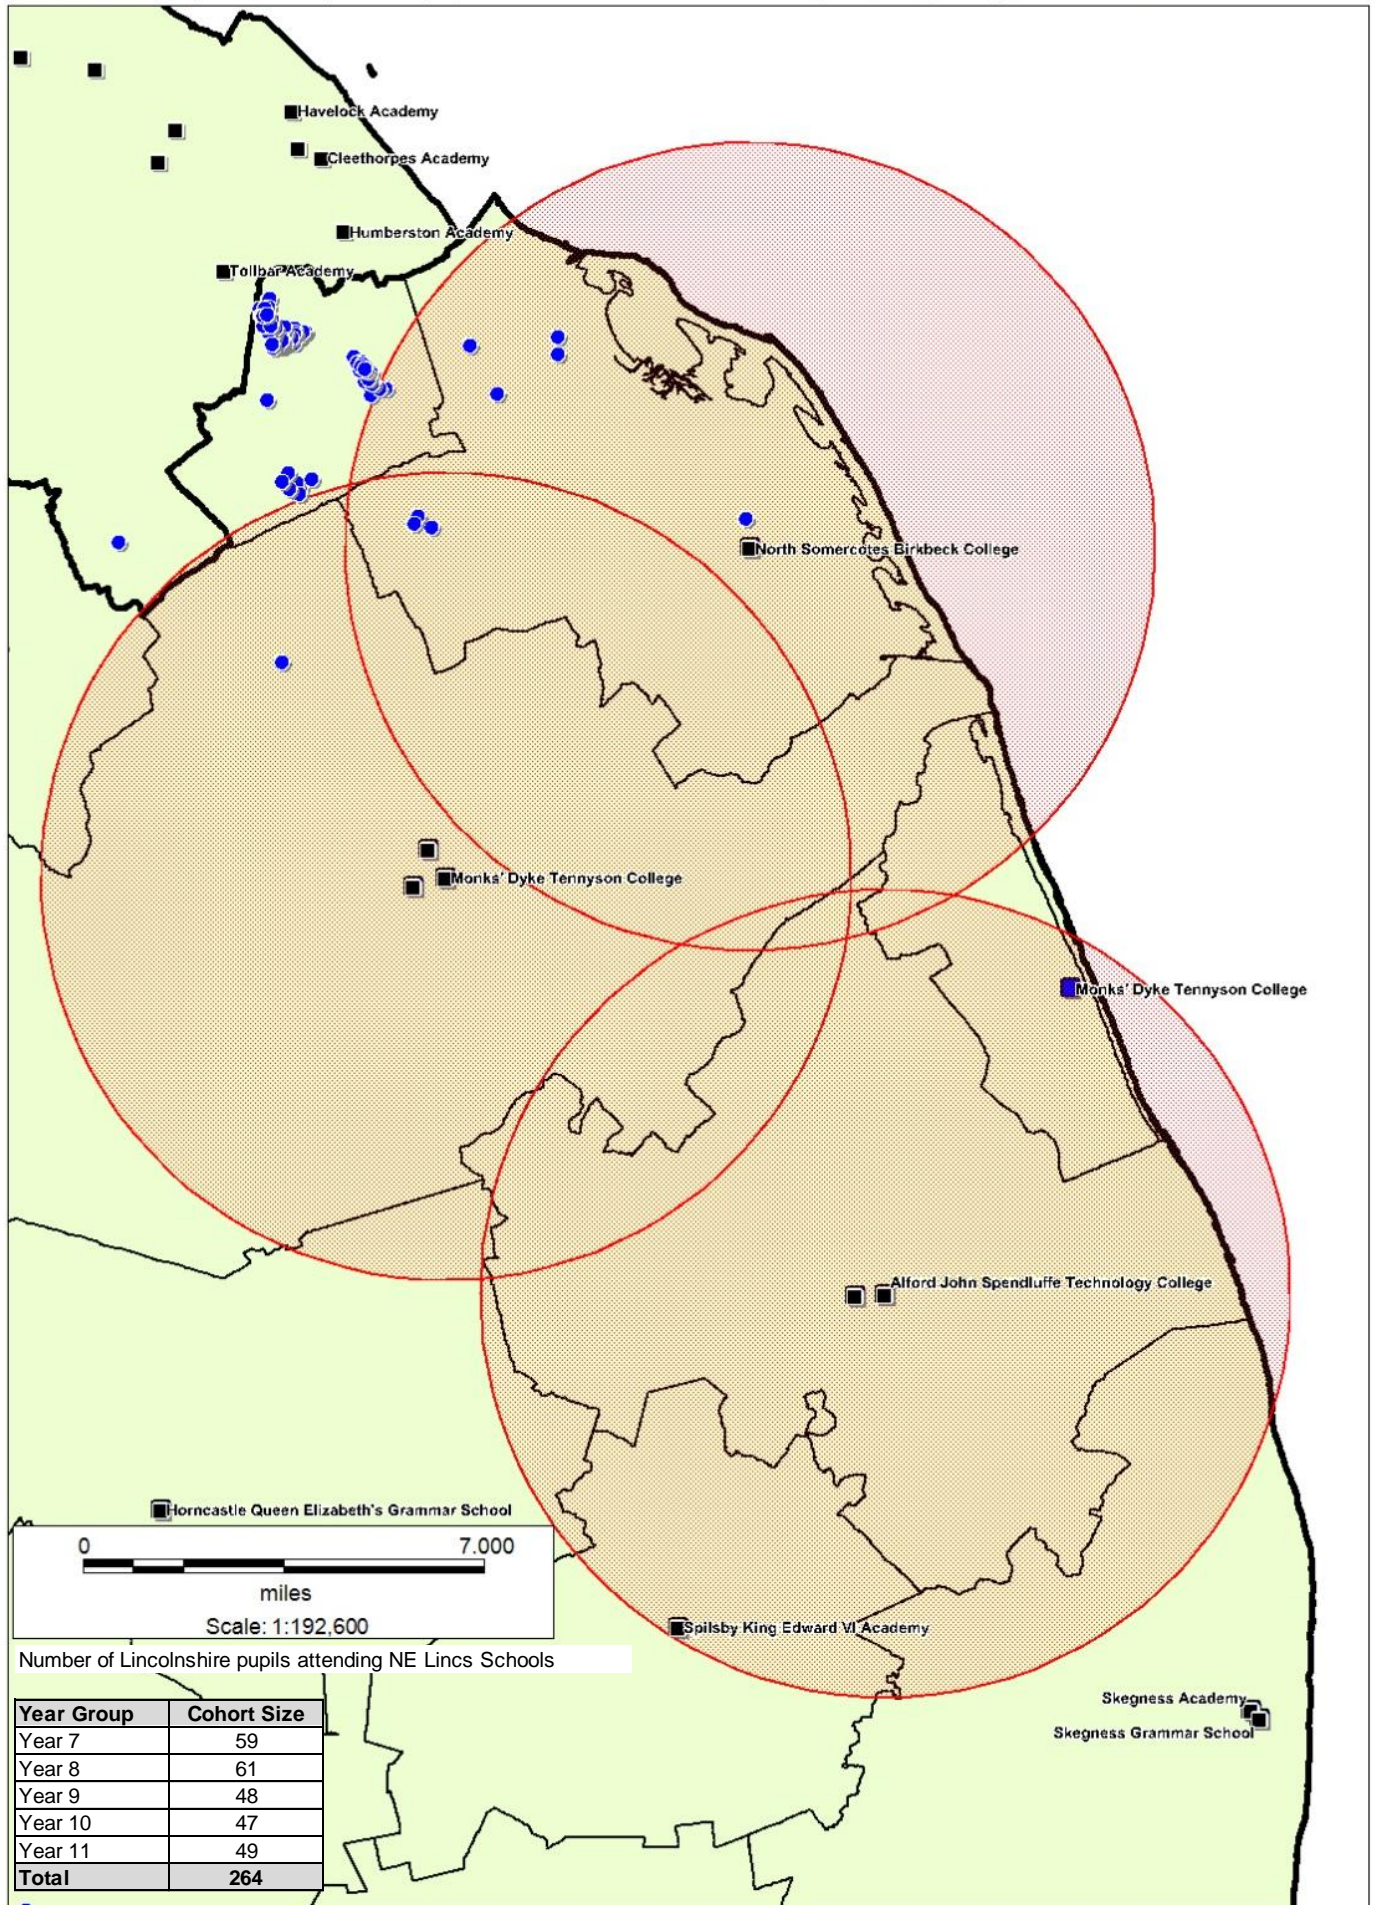 Havelock Academy
Cleethorpes Academy
Humberston Academy
Tollbar Academy
North Somercotes Birkbeck College
Monks' Dyke Tennyson College
Monks' Dyke Tennyson College
Alford John Spendluffe Technology College
Horncastle Queen Elizabeth's Grammar School
0 7.000
miles
Scale: 1:192,600
Spilsby King Edward VI Academy
Number of Lincolnshire pupils attending NE Lincs Schools
Skegness Academy
Skegness Grammar School
Year Group Cohort Size
Year 7 59
Year 8 61
Year 9 48
Year 10 47
Year 11 49
Total 264